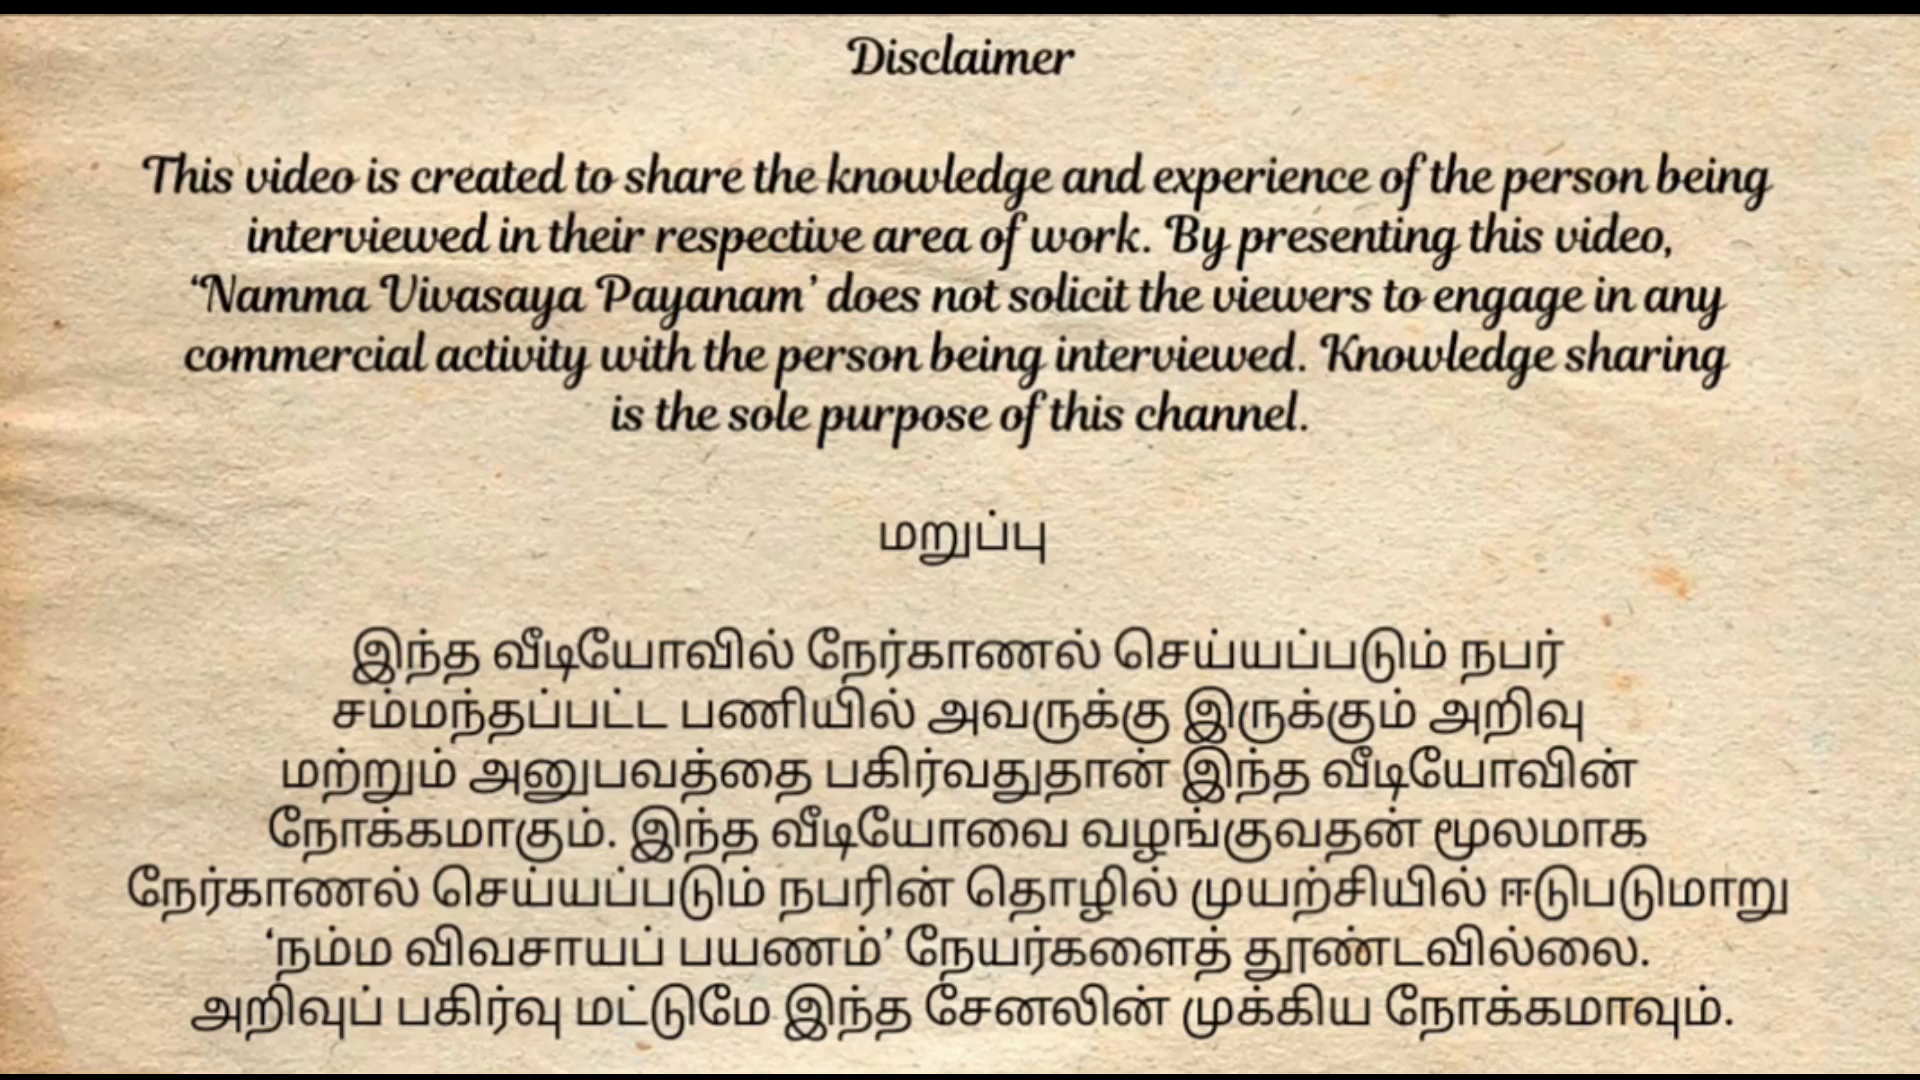 Disclaimer
This video is created to share the knowledge and experience of the person being
interviewed in their respective area of work. By presenting this video,
‘Namma Vivasaya Payanam’ does not solicit the viewers to engage in any
commercial activity with the person being interviewed. Knowledge sharing
is the sole purpose of this channel.
மறுப்பு
இந்த வீடியோவில் நேர்காணல் செய்யப்படும் நபர்
சம்மந்தப்பட்ட பணியில் அவருக்கு இருக்கும் அறிவு
மற்றும் அனுபவத்தை பகிர்வதுதான் இந்த வீடியோவின்
நோக்கமாகும். இந்த வீடியோவை வழங்குவதன் மூலமாக
நேர்காணல் செய்யப்படும் நபரின் தொழில் முயற்சியில் ஈடுபடுமாறு
‘நம்ம விவசாயப் பயணம்’ நேயர்களைத் தூண்டவில்லை.
அறிவுப் பகிர்வு மட்டுமே இந்த சேனலின் முக்கிய நோக்கமாவும்.